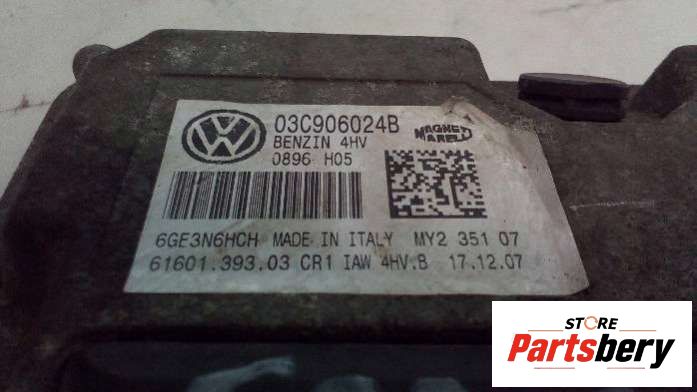 03C906024B
BENZIN 4HV
0896 H05
MAGNETI
MARELLI
6GE3N6HCH MADE IN ITALY MY2 351 07
61601.393.03 CR1 IAW 4HV.B 17.12.07
STORE
Partsbery